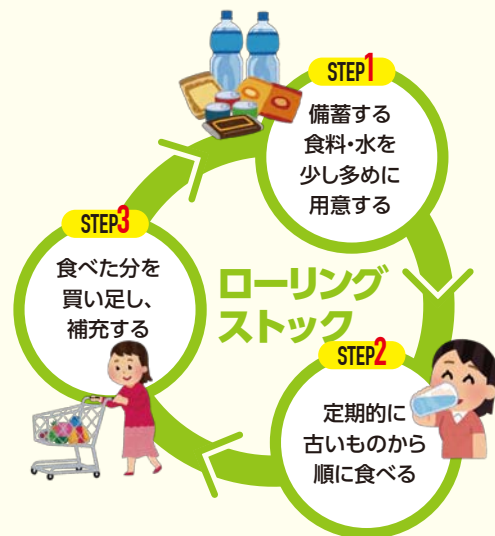 STEP1
備蓄する
食料・水を
少し多めに
用意する
STEP3
食べた分を
買い足し、
補充する
ローリング
ストック
STEP2
定期的に
古いものから
順に食べる